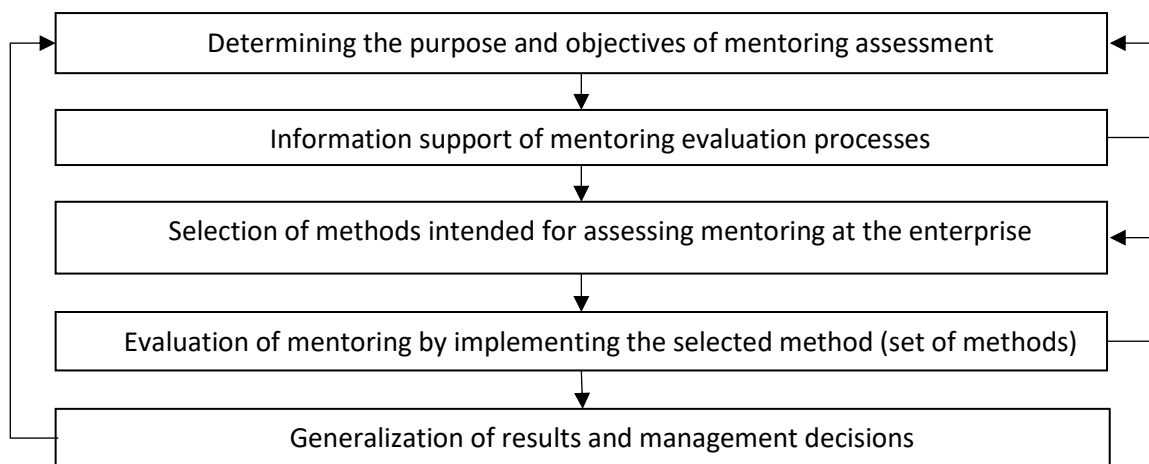 Determining the purpose and objectives of mentoring assessment
Information support of mentoring evaluation processes
Selection of methods intended for assessing mentoring at the enterprise
Evaluation of mentoring by implementing the selected method (set of methods)
Generalization of results and management decisions